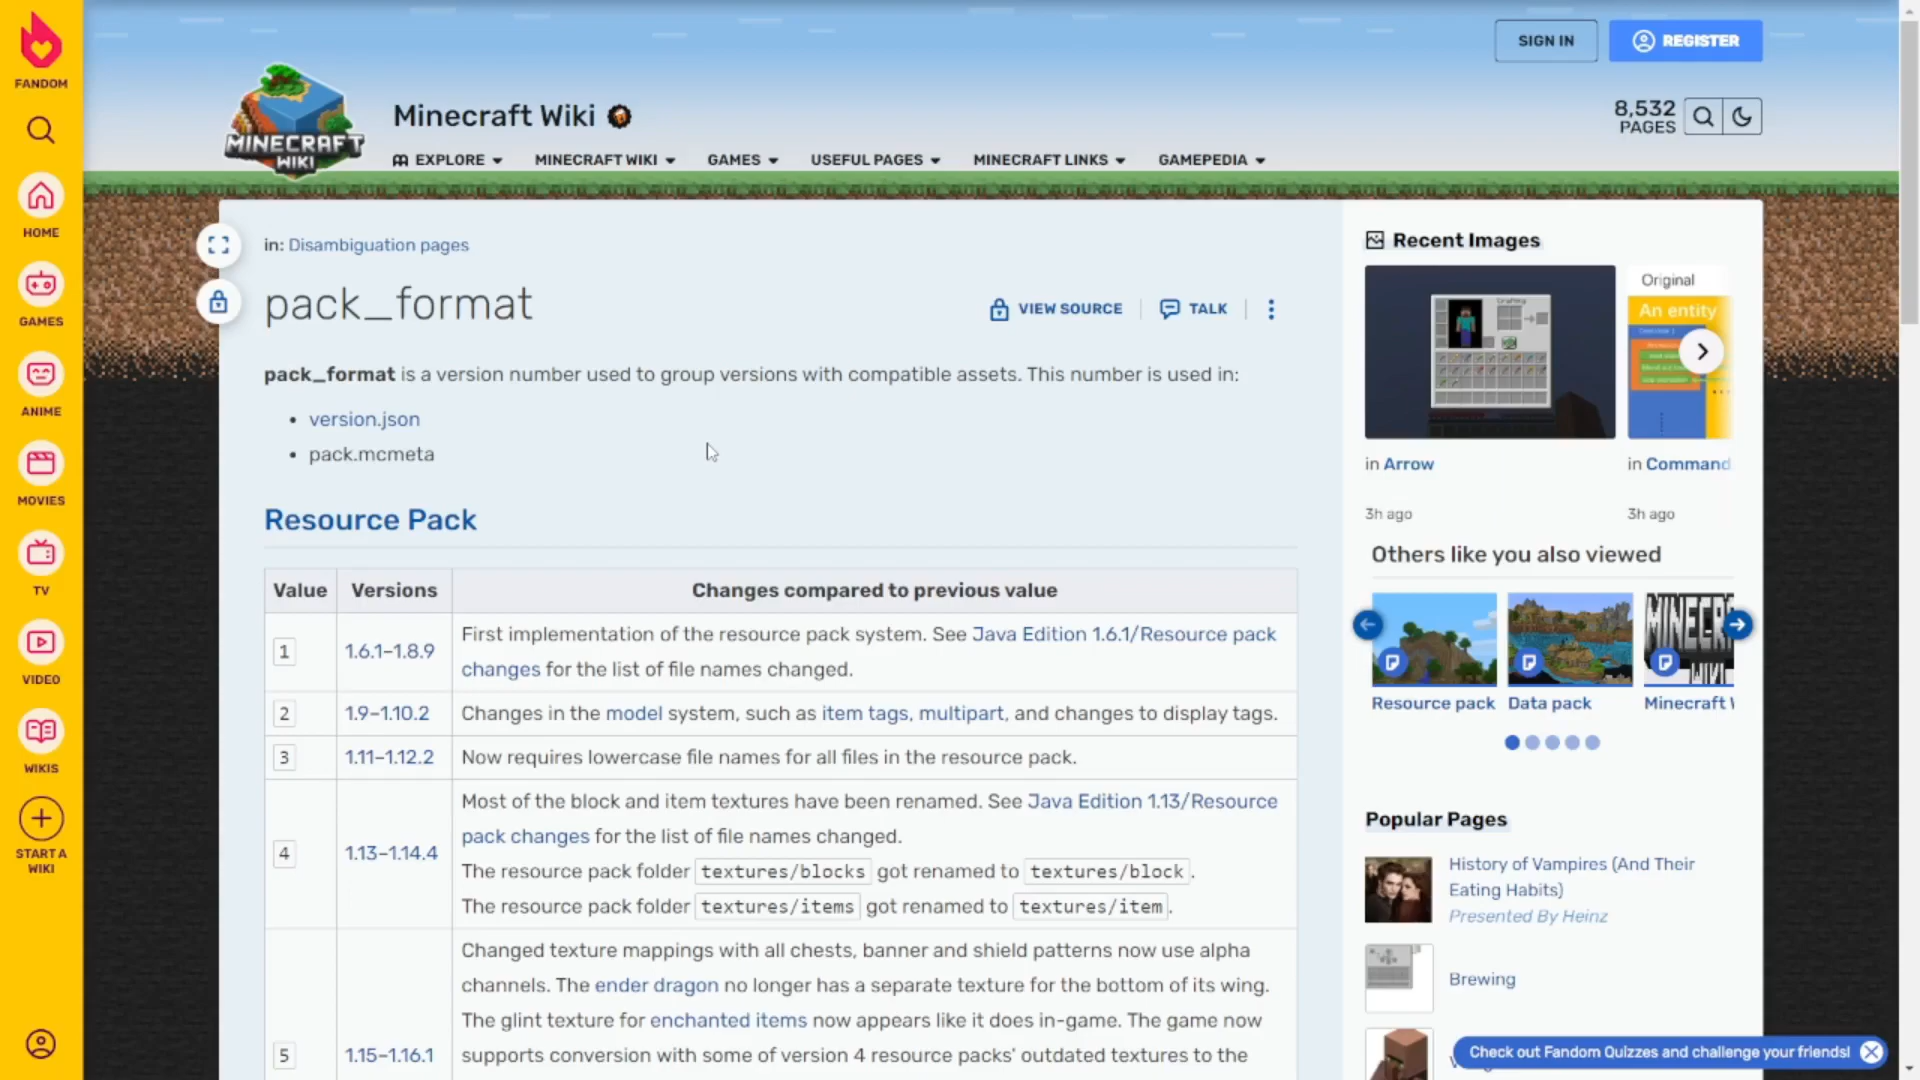 FANDOM
HOME
GAMES
ANIME
MOVIES
TV
VIDEO
WIKIS
START A
WIKI
SIGN IN
REGISTER
MINECRAFT
WIKI
Minecraft Wiki
8,532
PAGES
EXPLORE
MINECRAFT WIKI
GAMES
USEFUL PAGES
MINECRAFT LINKS
GAMEPEDIA
in: Disambiguation pages
pack_format
VIEW SOURCE
TALK
pack_format is a version number used to group versions with compatible assets. This number is used in:
• version.json
• pack.mcmeta
Resource Pack
Value Versions Changes compared to previous value
1 1.6.1–1.8.9 First implementation of the resource pack system. See Java Edition 1.6.1/Resource pack
changes for the list of file names changed.
2 1.9–1.10.2 Changes in the model system, such as item tags, multipart, and changes to display tags.
3 1.11–1.12.2 Now requires lowercase file names for all files in the resource pack.
4 1.13–1.14.4 Most of the block and item textures have been renamed. See Java Edition 1.13/Resource
pack changes for the list of file names changed.
The resource pack folder textures/blocks got renamed to textures/block.
The resource pack folder textures/items got renamed to textures/item.
5 1.15–1.16.1 Changed texture mappings with all chests, banner and shield patterns now use alpha
channels. The ender dragon no longer has a separate texture for the bottom of its wing.
The glint texture for enchanted items now appears like it does in-game. The game now
supports conversion with some of version 4 resource packs' outdated textures to the
Recent Images
Crafting
Original
An entity
in Arrow
in Command
3h ago
3h ago
Others like you also viewed
Resource pack
Data pack
Minecraft
Popular Pages
History of Vampires (And Their
Eating Habits)
Presented By Heinz
Brewing
Check out Fandom Quizzes and challenge your friends!